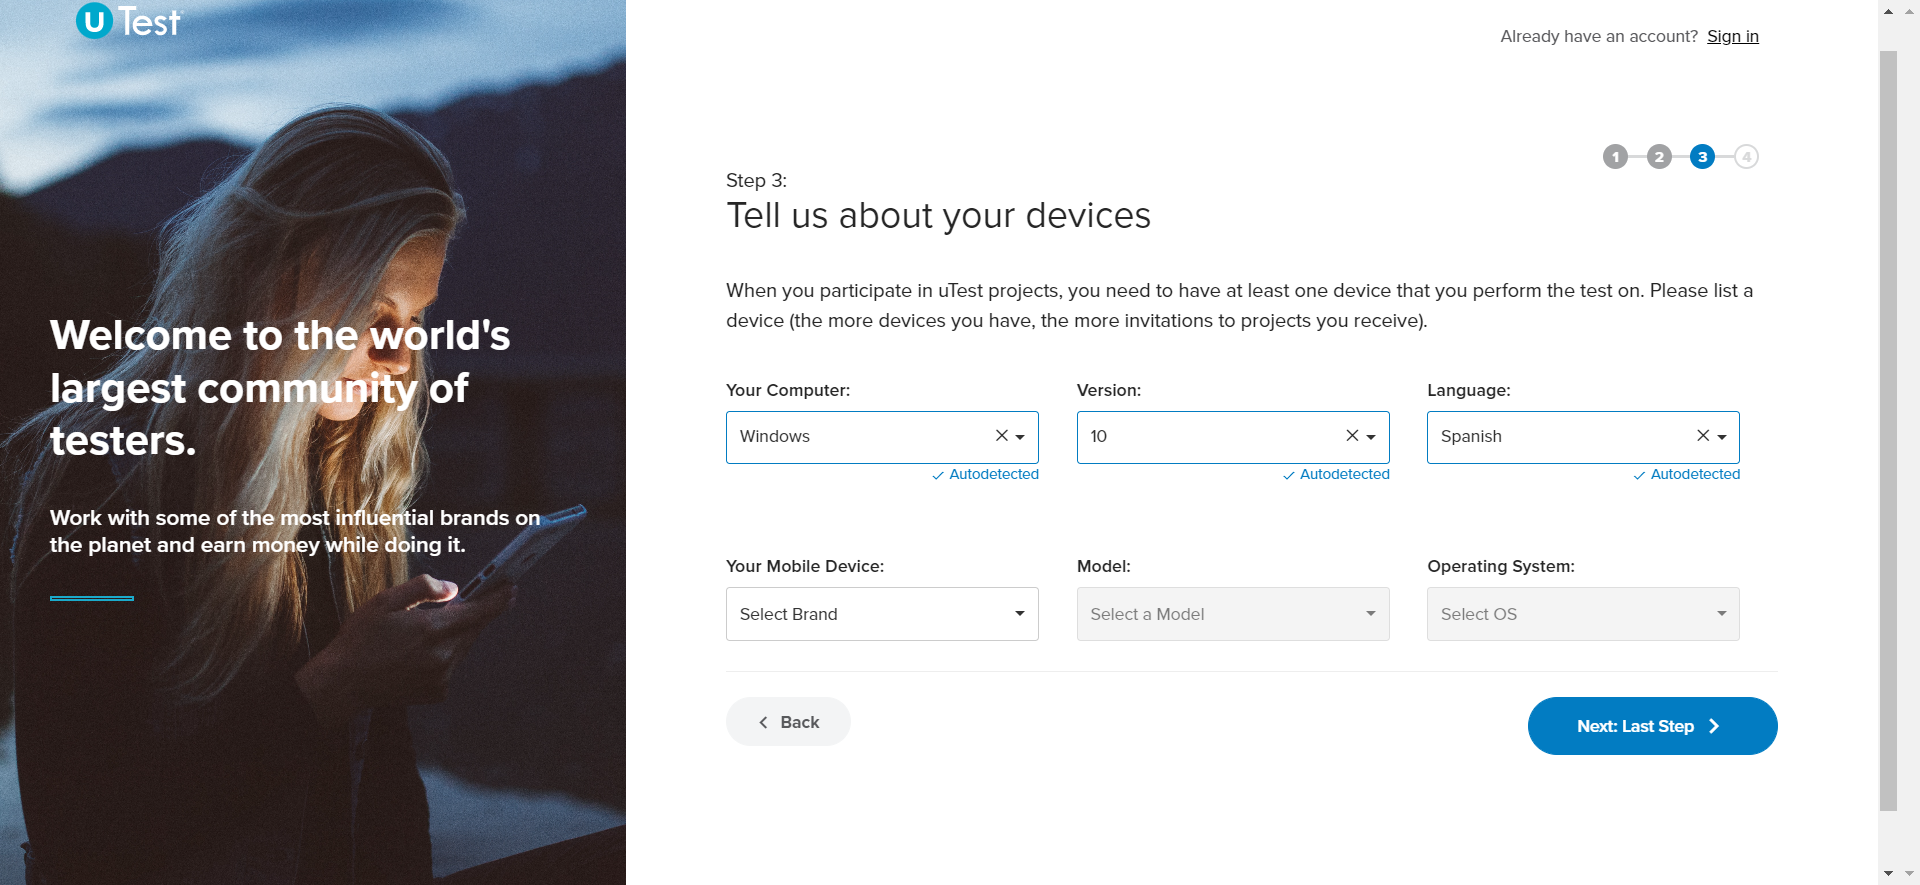 uTest
Already have an account? Sign in
1 2 3 4
Step 3:
Tell us about your devices
When you participate in uTest projects, you need to have at least one device that you perform the test on. Please list a
device (the more devices you have, the more invitations to projects you receive).
Welcome to the world's
largest community of
testers.
Work with some of the most influential brands on
the planet and earn money while doing it.
Your Computer: Version: Language:
Windows 10 Spanish
Autodetected Autodetected Autodetected
Your Mobile Device: Model: Operating System:
Select Brand Select a Model Select OS
Back Next: Last Step